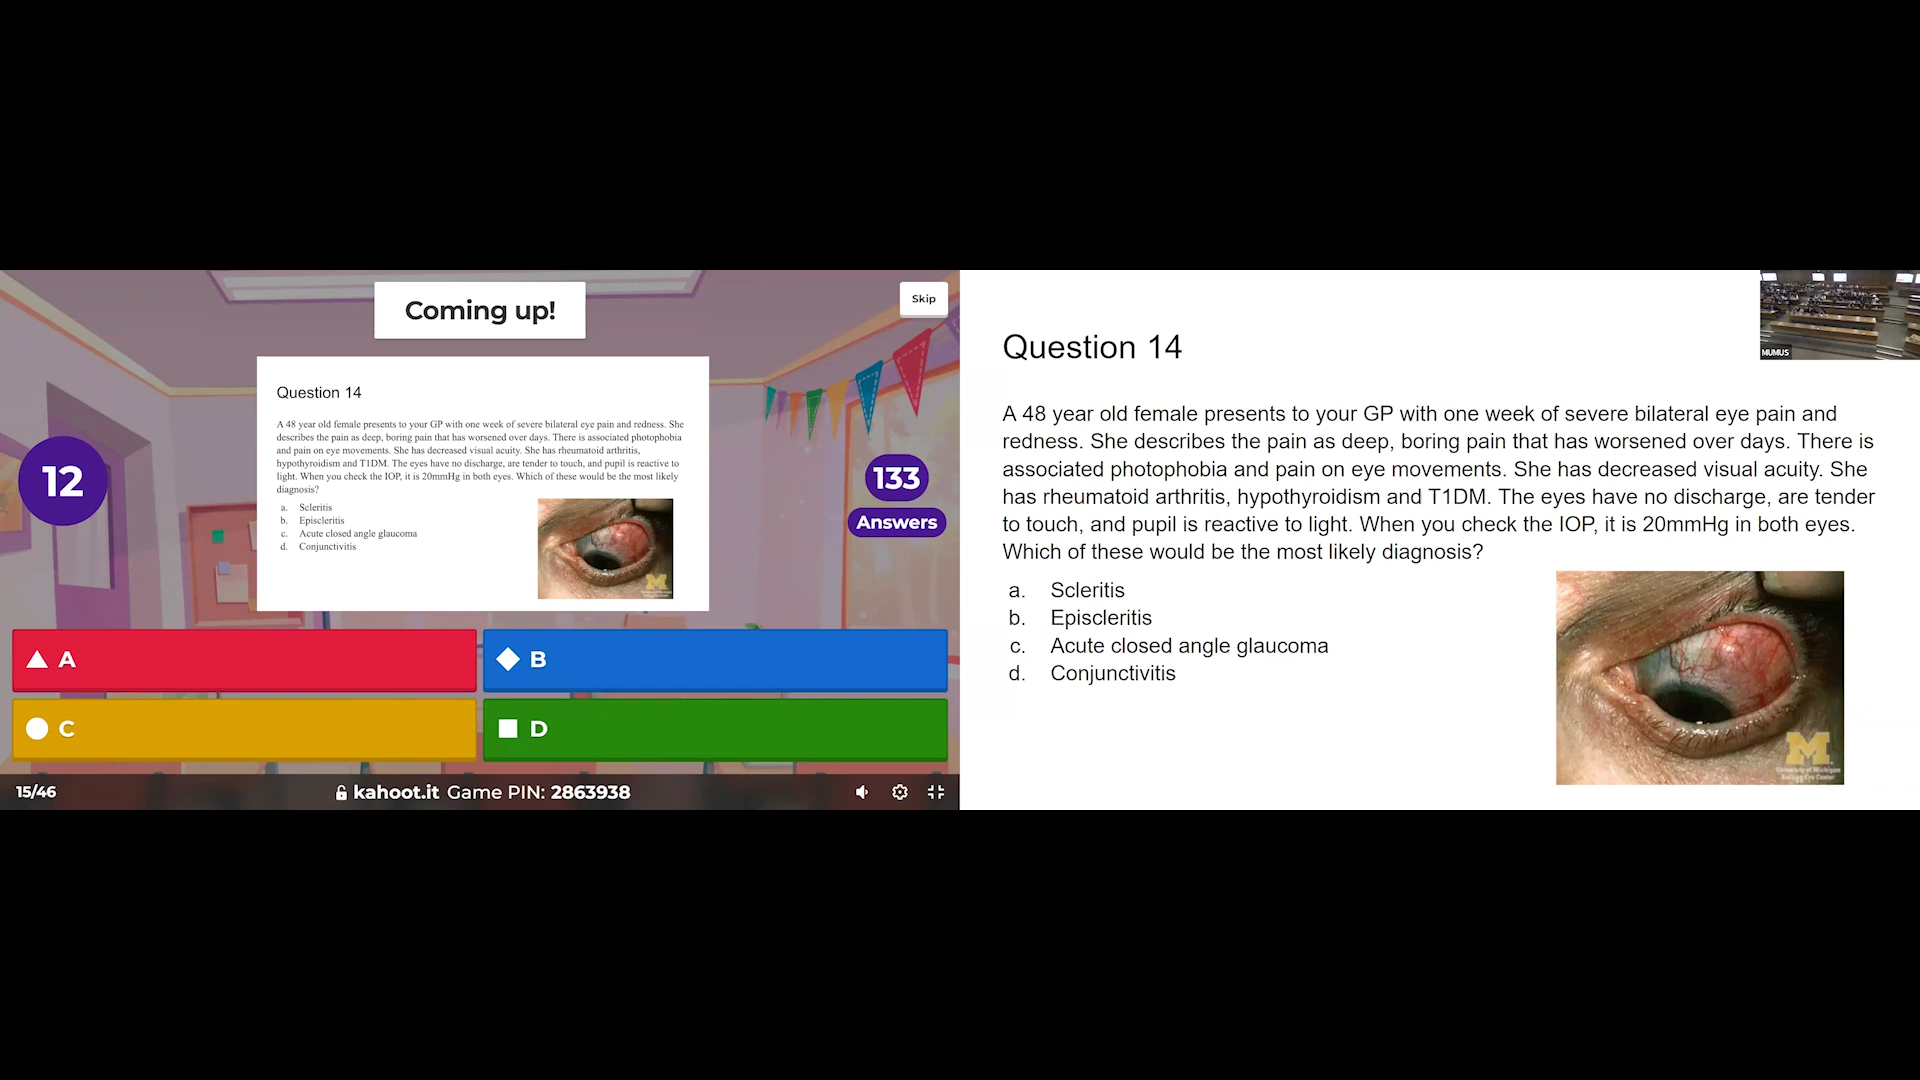 Coming up!
Skip
Question 14
A 48 year old female presents to your GP with one week of severe bilateral eye pain and redness. She
describes the pain as deep, boring pain that has worsened over days. There is associated photophobia
and pain on eye movements. She has decreased visual acuity. She has rheumatoid arthritis,
hypothyroidism and T1DM. The eyes have no discharge, are tender to touch, and pupil is reactive to
light. When you check the IOP, it is 20mmHg in both eyes. Which of these would be the most likely
diagnosis?
a. Scleritis
b. Episcleritis
c. Acute closed angle glaucoma
d. Conjunctivitis
M
12
133
Answers
A
B
C
D
15/46
kahoot.it Game PIN: 2863938
Question 14
MUMUS
A 48 year old female presents to your GP with one week of severe bilateral eye pain and
redness. She describes the pain as deep, boring pain that has worsened over days. There is
associated photophobia and pain on eye movements. She has decreased visual acuity. She
has rheumatoid arthritis, hypothyroidism and T1DM. The eyes have no discharge, are tender
to touch, and pupil is reactive to light. When you check the IOP, it is 20mmHg in both eyes.
Which of these would be the most likely diagnosis?
a. Scleritis
b. Episcleritis
c. Acute closed angle glaucoma
d. Conjunctivitis
M
University of Michigan
Kellogg Eye Center